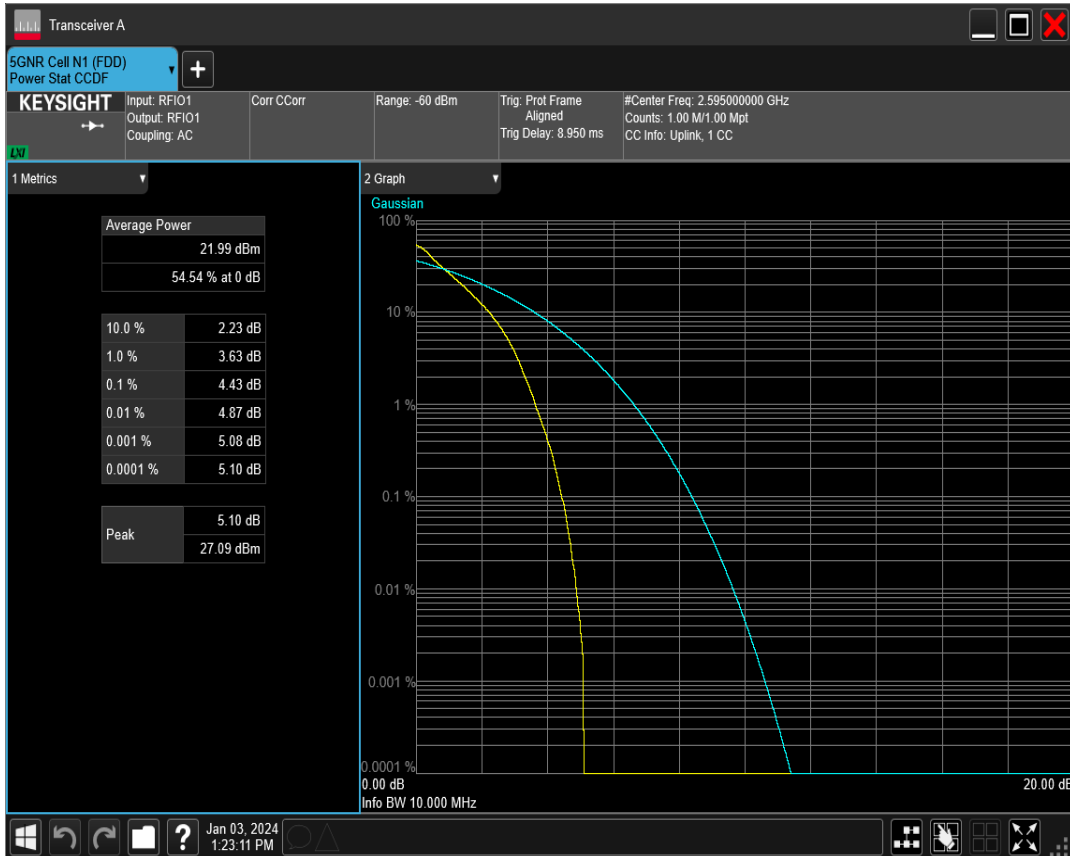 Transceiver A
5GNR Cell N1 (FDD)
Power Stat CCDF
+
KEYSIGHT
LXI
Input: RFIO1
Output: RFIO1
Coupling: AC
Corr CCorr
Range: -60 dBm
Trig: Prot Frame
Aligned
Trig Delay: 8.950 ms
#Center Freq: 2.595000000 GHz
Counts: 1.00 M/1.00 Mpt
CC Info: Uplink, 1 CC
1 Metrics
Average Power
21.99 dBm
54.54 % at 0 dB
10.0 % 2.23 dB
1.0 % 3.63 dB
0.1 % 4.43 dB
0.01 % 4.87 dB
0.001 % 5.08 dB
0.0001 % 5.10 dB
Peak
5.10 dB
27.09 dBm
2 Graph
Gaussian
100 %
10 %
1 %
0.1 %
0.01 %
0.001 %
0.0001 %
0.00 dB 20.00 dB
Info BW 10.000 MHz
?
Jan 03, 2024
1:23:11 PM